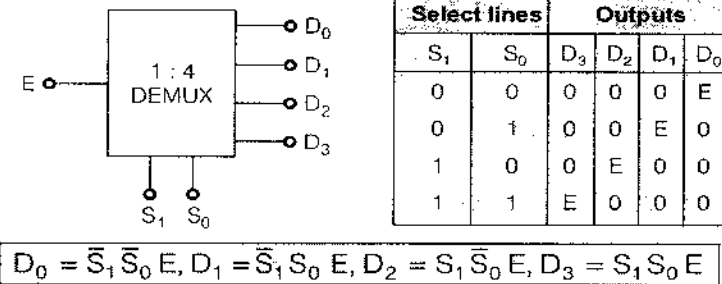 E
1 : 4
DEMUX
D₀
D₁
D₂
D₃
S₁ S₀
Select lines Outputs
S₁ S₀ D₃ D₂ D₁ D₀
0 0 0 0 0 E
0 1 0 0 E 0
1 0 0 E 0 0
1 1 E 0 0 0
D₀ = S̅₁ S̅₀ E, D₁ = S̅₁ S₀ E, D₂ = S₁ S̅₀ E, D₃ = S₁ S₀ E